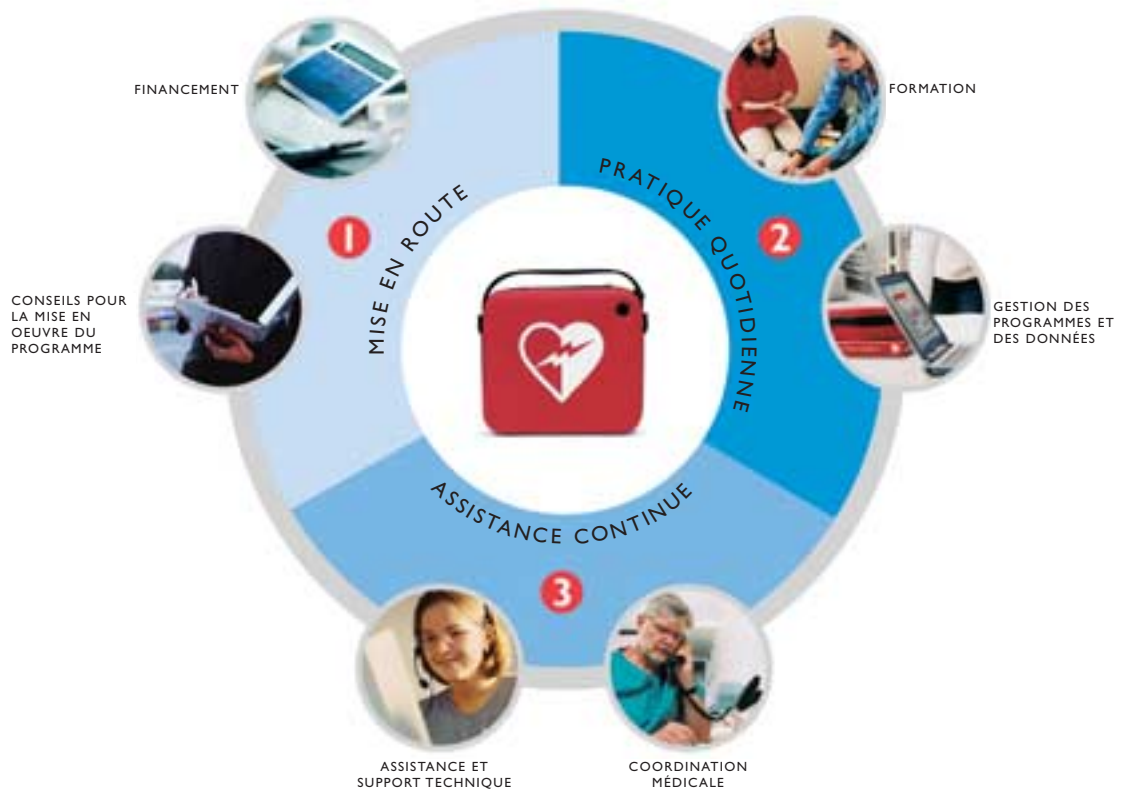 FINANCEMENT
CONSEILS POUR
LA MISE EN
OEUVRE DU
PROGRAMME
1
MISE EN ROUTE
PRATIQUE QUOTIDIENNE
2
FORMATION
GESTION DES
PROGRAMMES ET
DES DONNÉES
ASSISTANCE CONTINUE
3
ASSISTANCE ET
SUPPORT TECHNIQUE
COORDINATION
MÉDICALE